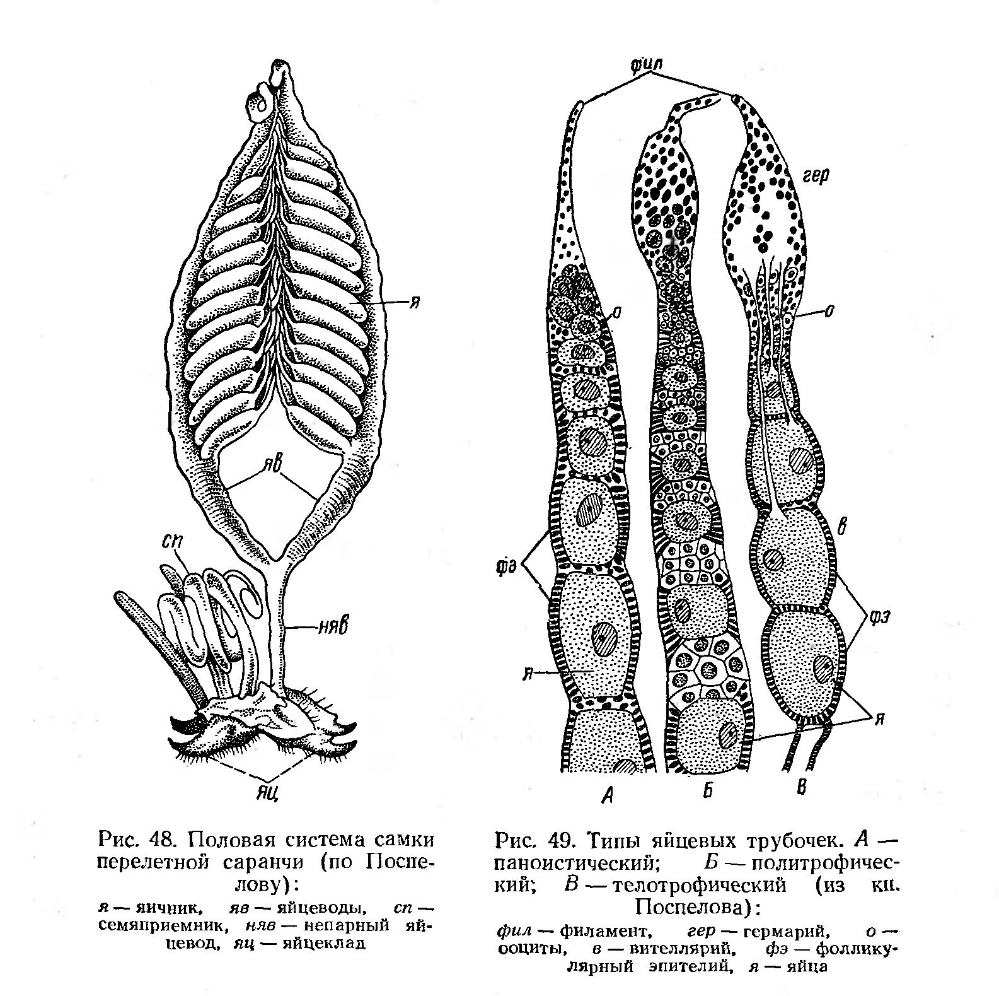 я
яв
сп
няв
яц
Рис. 48. Половая система самки
перелетной саранчи (по Поспе-
лову):
я — яичник, яв — яйцеводы, сп —
семяприемник, няв — непарный яй-
цевод, яц — яйцеклад
фил
гер
о
о
в
фэ
фэ
я
я
А
Б
В
Рис. 49. Типы яйцевых трубочек. А —
паноистический; Б — политрофичес-
кий; В — телотрофический (из кн.
Поспелова):
фил — филамент, гер — гермарий, о —
ооциты, в — вителлярий, фэ — фоллику-
лярный эпителий, я — яйца